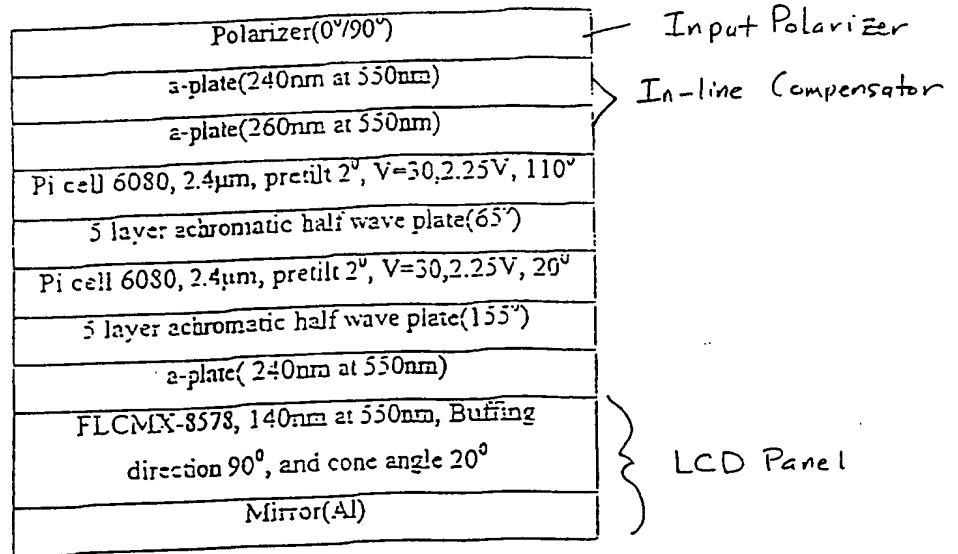 Polarizer(0°/90°)
Input Polarizer
a-plate(240nm at 550nm)
In-line Compensator
a-plate(260nm at 550nm)
Pi cell 6080, 2.4µm, pretilt 2°, V=30,2.25V, 110°
5 layer achromatic half wave plate(65°)
Pi cell 6080, 2.4µm, pretilt 2°, V=30,2.25V, 20°
5 layer achromatic half wave plate(155°)
a-plate( 240nm at 550nm)
FLCMX-8578, 140nm at 550nm, Buffing
direction 90°, and cone angle 20°
LCD Panel
Mirror(Al)